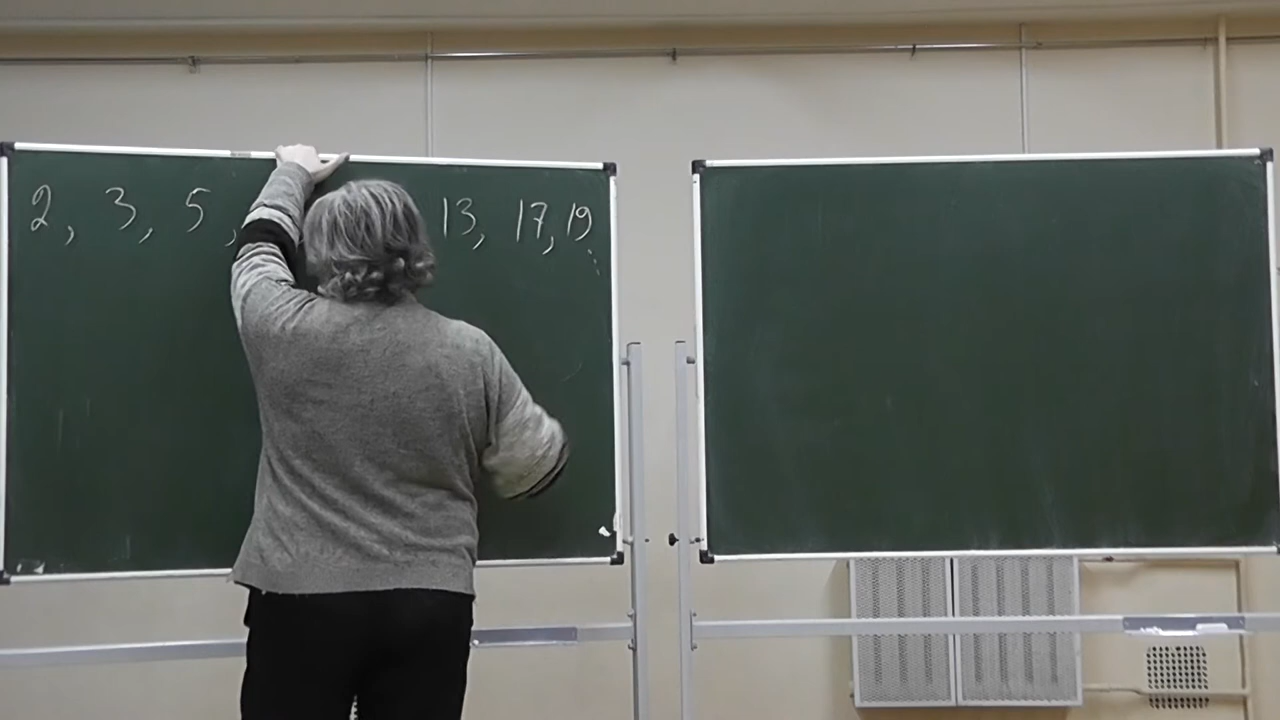 2, 3, 5, 13, 17, 19, ...